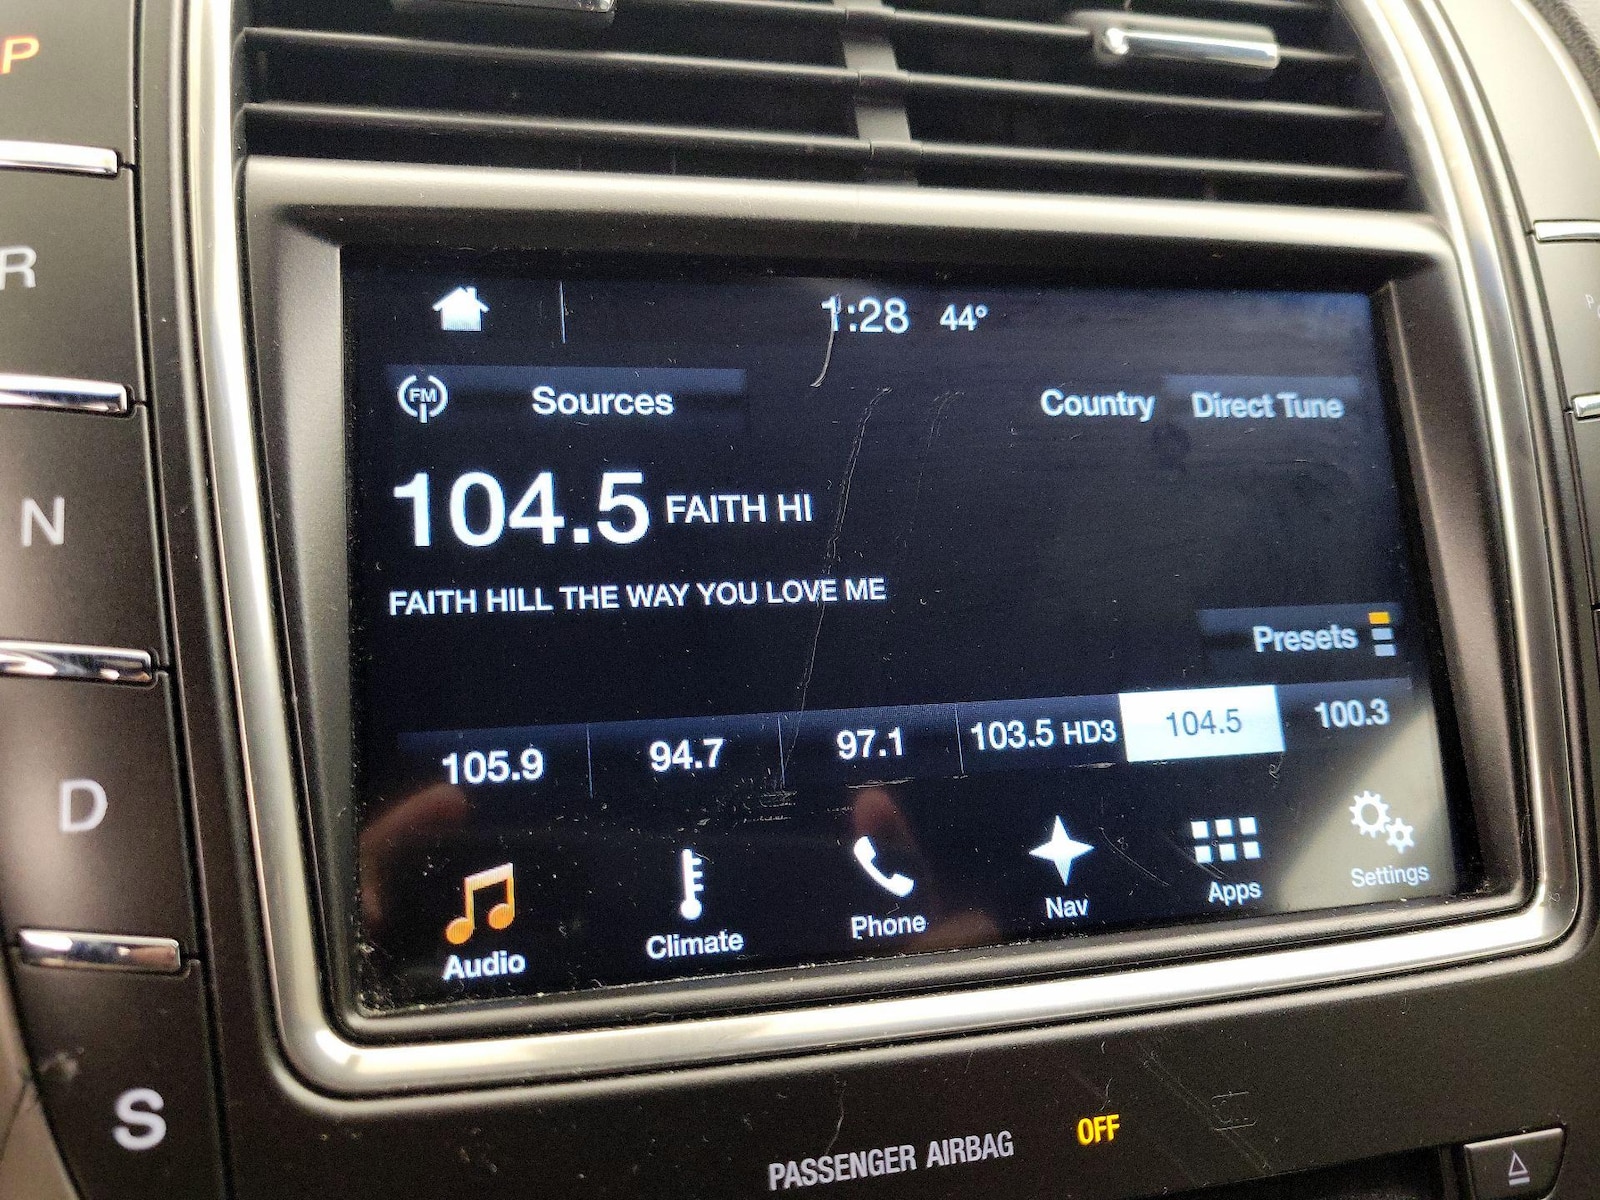 P
R
N
D
S
1:28 44°
FM Sources Country Direct Tune
104.5 FAITH HI
FAITH HILL THE WAY YOU LOVE ME
Presets
105.9 94.7 97.1 103.5 HD3 104.5 100.3
Audio Climate Phone Nav Apps Settings
PASSENGER AIRBAG OFF